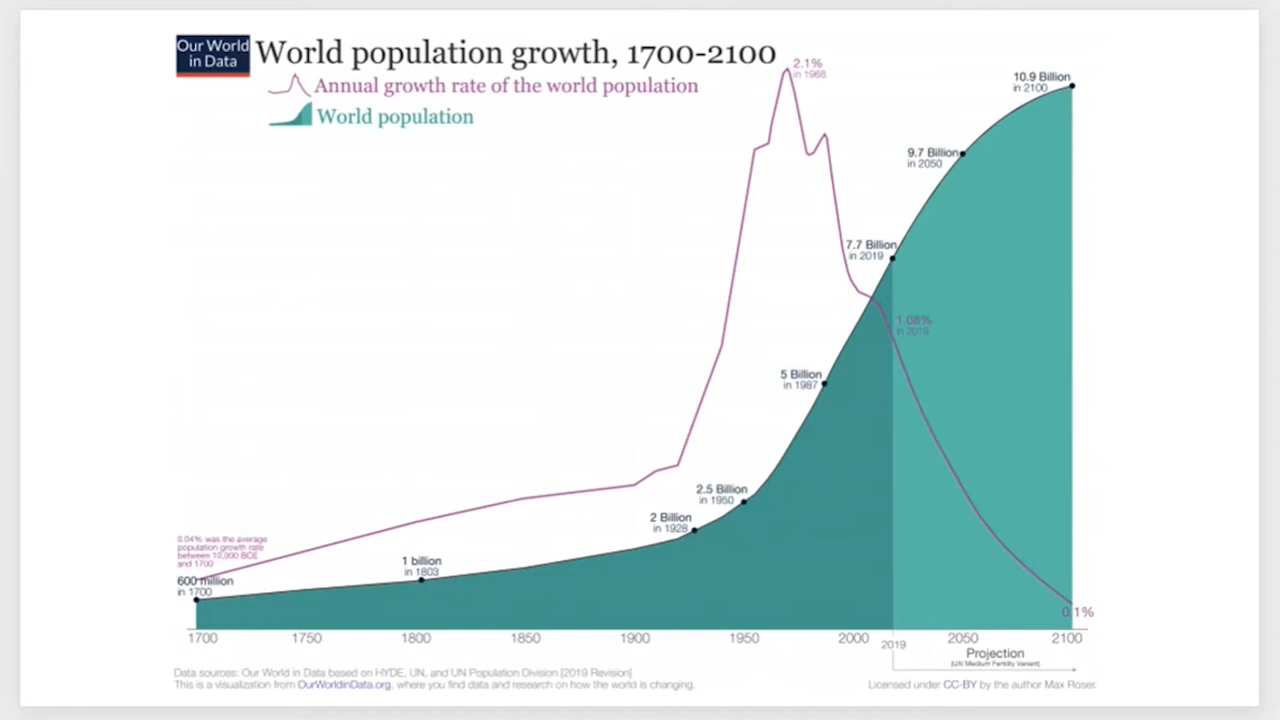 Our World
in Data
World population growth, 1700-2100
Annual growth rate of the world population
World population
2.1%
in 1968
10.9 Billion
in 2100
9.7 Billion
in 2050
7.7 Billion
in 2019
1.08%
in 2019
5 Billion
in 1987
2.5 Billion
in 1950
2 Billion
in 1928
1 billion
in 1803
0.04% was the average
population growth rate
between 10,000 BCE
and 1700
600 million
in 1700
0.1%
1700 1750 1800 1850 1900 1950 2000 2019 2050 2100
Projection
(UN Medium Fertility Variant)
Data sources: Our World in Data based on HYDE, UN, and UN Population Division [2019 Revision]
This is a visualization from OurWorldinData.org, where you find data and research on how the world is changing.
Licensed under CC-BY by the author Max Roser.